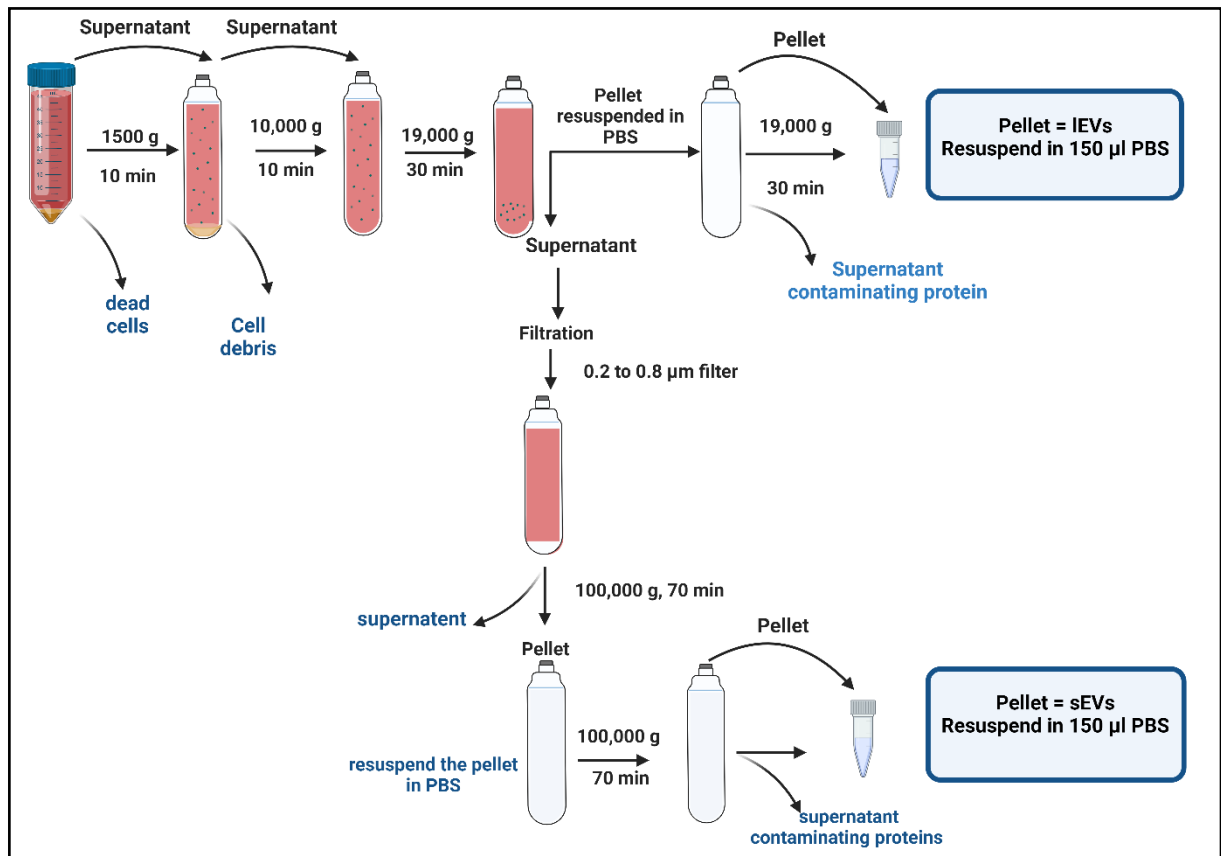 Supernatant
Supernatant
Pellet
1500 g
10 min
10,000 g
10 min
19,000 g
30 min
Pellet
resuspended in
PBS
19,000 g
30 min
Pellet = lEVs
Resuspend in 150 µl PBS
dead
cells
Cell
debris
Supernatant
Supernatant
contaminating protein
Filtration
0.2 to 0.8 µm filter
100,000 g, 70 min
supernatent
Pellet
resuspend the pellet
in PBS
100,000 g
70 min
Pellet
supernatant
contaminating proteins
Pellet = sEVs
Resuspend in 150 µl PBS